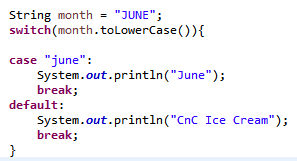 String month = "JUNE";
switch(month.toLowerCase()){
case "june":
System.out.println("June");
break;
default:
System.out.println("CnC Ice Cream");
break;
}